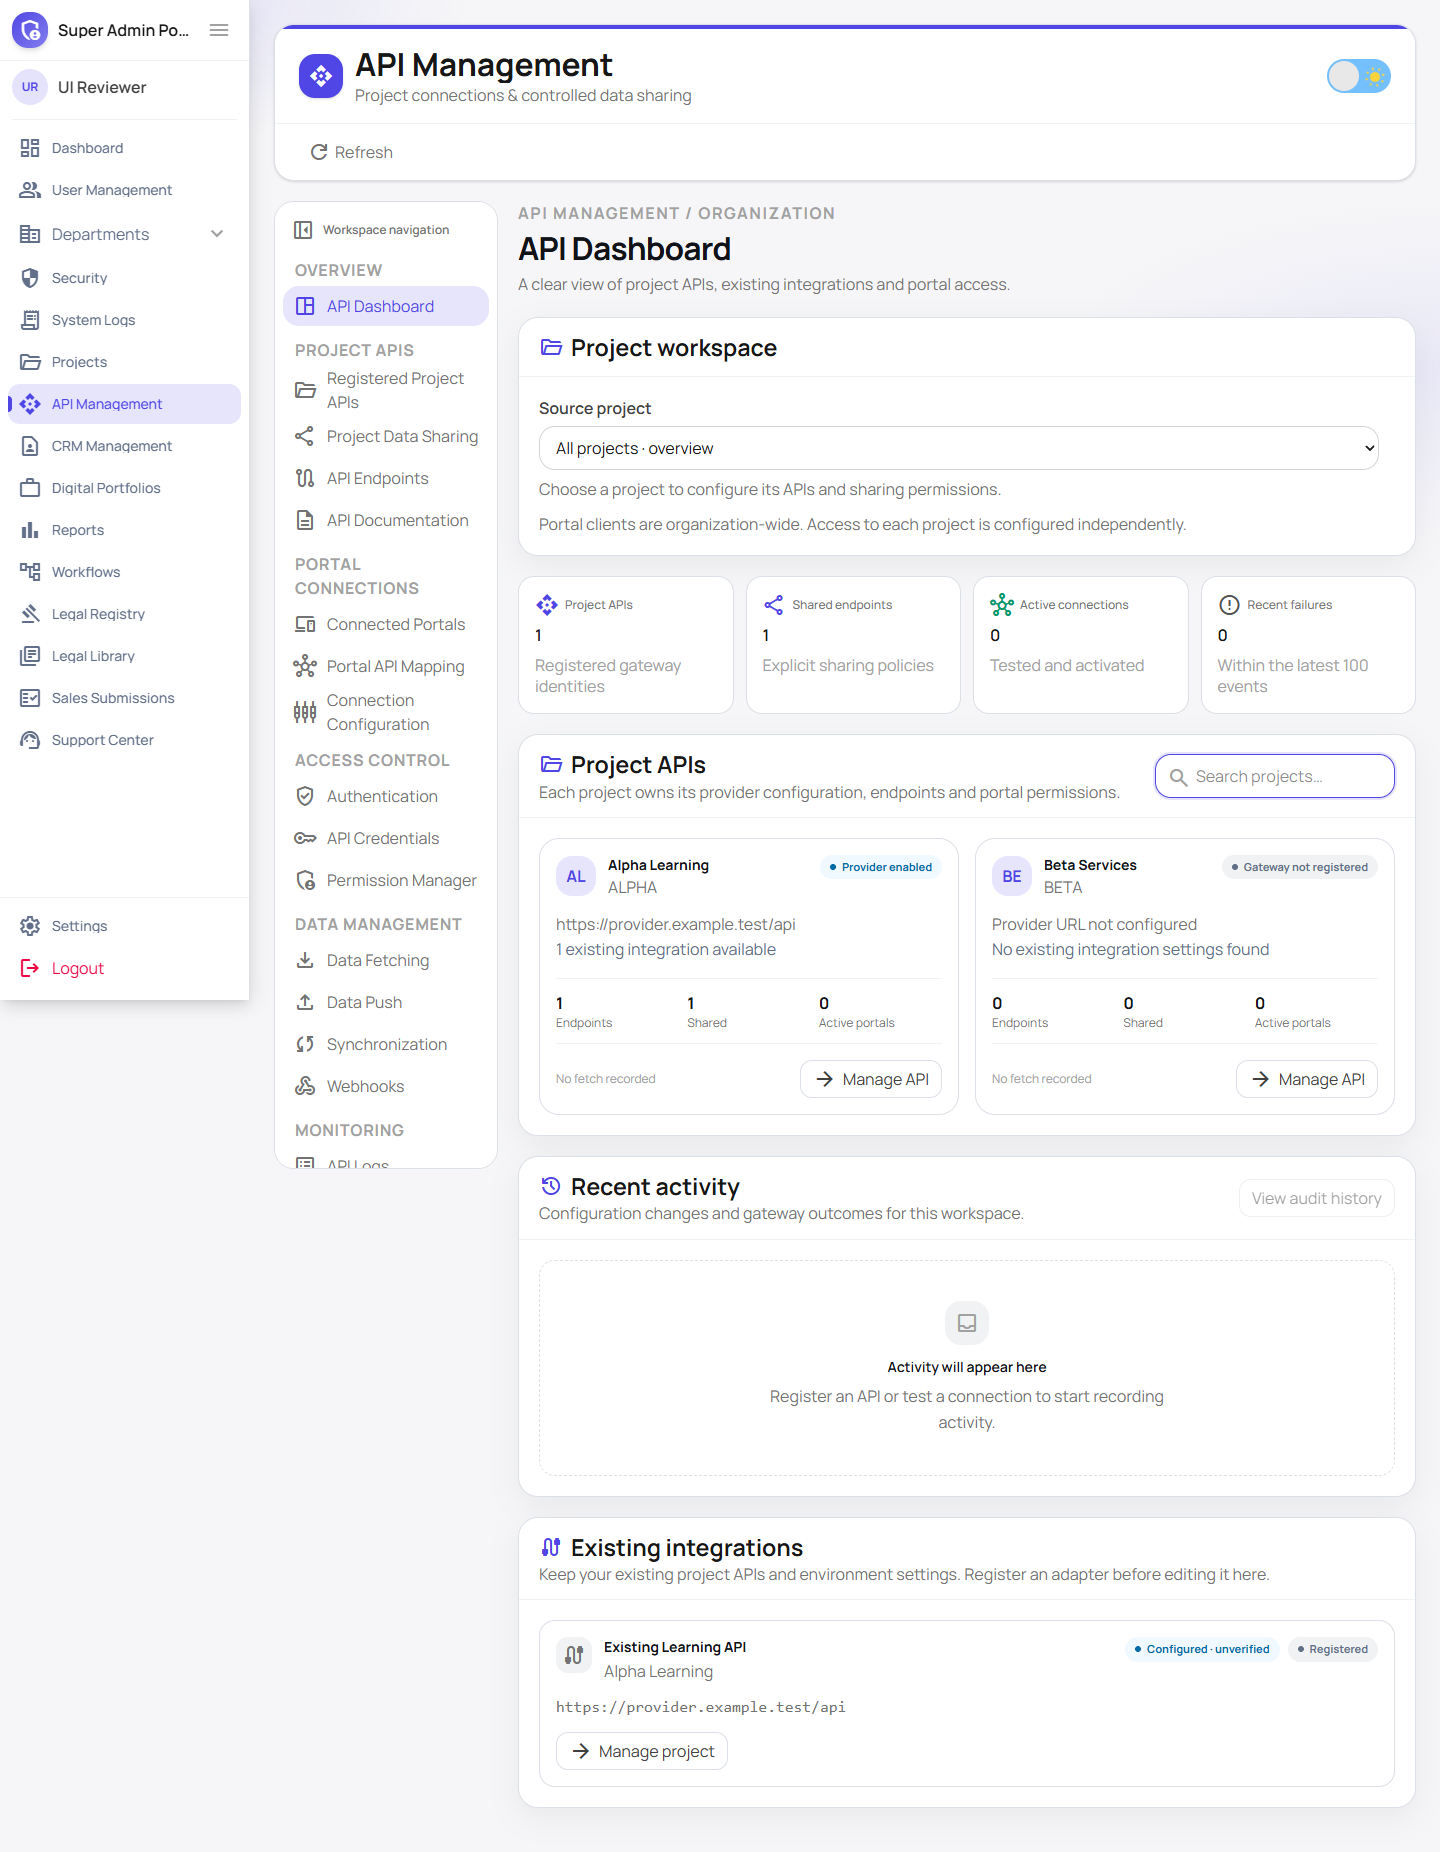 Super Admin Po...
UR
UI Reviewer
Dashboard
User Management
Departments
Security
System Logs
Projects
API Management
CRM Management
Digital Portfolios
Reports
Workflows
Legal Registry
Legal Library
Sales Submissions
Support Center
Settings
Logout
API Management
Project connections & controlled data sharing
Refresh
Workspace navigation
OVERVIEW
API Dashboard
PROJECT APIS
Registered Project
APIs
Project Data Sharing
API Endpoints
API Documentation
PORTAL
CONNECTIONS
Connected Portals
Portal API Mapping
Connection
Configuration
ACCESS CONTROL
Authentication
API Credentials
Permission Manager
DATA MANAGEMENT
Data Fetching
Data Push
Synchronization
Webhooks
MONITORING
API Logs
API MANAGEMENT / ORGANIZATION
API Dashboard
A clear view of project APIs, existing integrations and portal access.
Project workspace
Source project
All projects · overview
Choose a project to configure its APIs and sharing permissions.
Portal clients are organization-wide. Access to each project is configured independently.
Project APIs
1
Registered gateway
identities
Shared endpoints
1
Explicit sharing policies
Active connections
0
Tested and activated
Recent failures
0
Within the latest 100
events
Project APIs
Each project owns its provider configuration, endpoints and portal permissions.
Search projects...
AL
Alpha Learning
ALPHA
Provider enabled
https://provider.example.test/api
1 existing integration available
1
Endpoints
1
Shared
0
Active portals
No fetch recorded
Manage API
BE
Beta Services
BETA
Gateway not registered
Provider URL not configured
No existing integration settings found
0
Endpoints
0
Shared
0
Active portals
No fetch recorded
Manage API
Recent activity
Configuration changes and gateway outcomes for this workspace.
View audit history
Activity will appear here
Register an API or test a connection to start recording
activity.
Existing integrations
Keep your existing project APIs and environment settings. Register an adapter before editing it here.
Existing Learning API
Alpha Learning
Configured · unverified
Registered
https://provider.example.test/api
Manage project